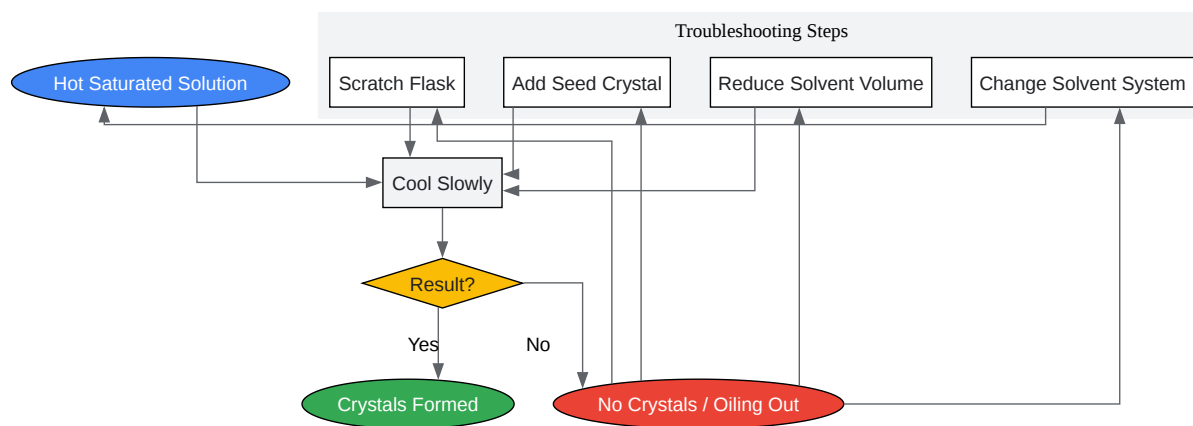 Troubleshooting Steps
Hot Saturated Solution
Scratch Flask
Add Seed Crystal
Reduce Solvent Volume
Change Solvent System
Cool Slowly
Result?
Yes
No
Crystals Formed
No Crystals / Oiling Out